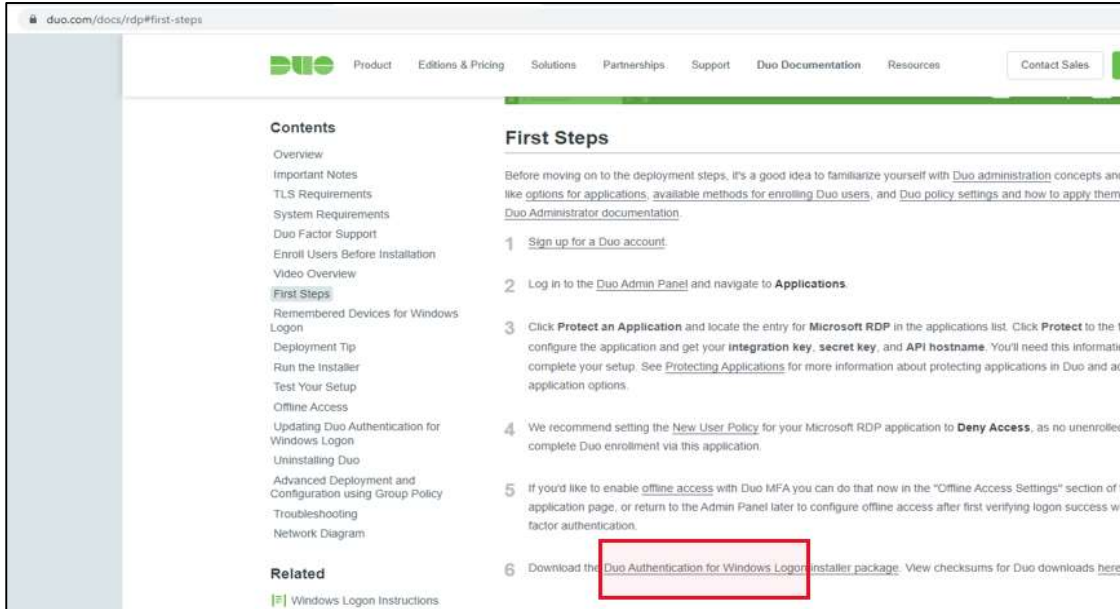 duo.com/docs/rdp#first-steps
DUO Product Editions & Pricing Solutions Partnerships Support Duo Documentation Resources Contact Sales
Contents
Overview
Important Notes
TLS Requirements
System Requirements
Duo Factor Support
Enroll Users Before Installation
Video Overview
First Steps
Remembered Devices for Windows
Logon
Deployment Tip
Run the Installer
Test Your Setup
Offline Access
Updating Duo Authentication for
Windows Logon
Uninstalling Duo
Advanced Deployment and
Configuration using Group Policy
Troubleshooting
Network Diagram
Related
Windows Logon Instructions
First Steps
Before moving on to the deployment steps, it's a good idea to familiarize yourself with Duo administration concepts and
like options for applications, available methods for enrolling Duo users, and Duo policy settings and how to apply them
Duo Administrator documentation.
1 Sign up for a Duo account.
2 Log in to the Duo Admin Panel and navigate to Applications.
3 Click Protect an Application and locate the entry for Microsoft RDP in the applications list. Click Protect to the
configure the application and get your integration key, secret key, and API hostname. You'll need this informati
complete your setup. See Protecting Applications for more information about protecting applications in Duo and
application options.
4 We recommend setting the New User Policy for your Microsoft RDP application to Deny Access, as no unenrolled
complete Duo enrollment via this application.
5 If you'd like to enable offline access with Duo MFA you can do that now in the "Offline Access Settings" section of
application page, or return to the Admin Panel later to configure offline access after first verifying logon success
factor authentication.
6 Download the Duo Authentication for Windows Logon installer package. View checksums for Duo downloads here